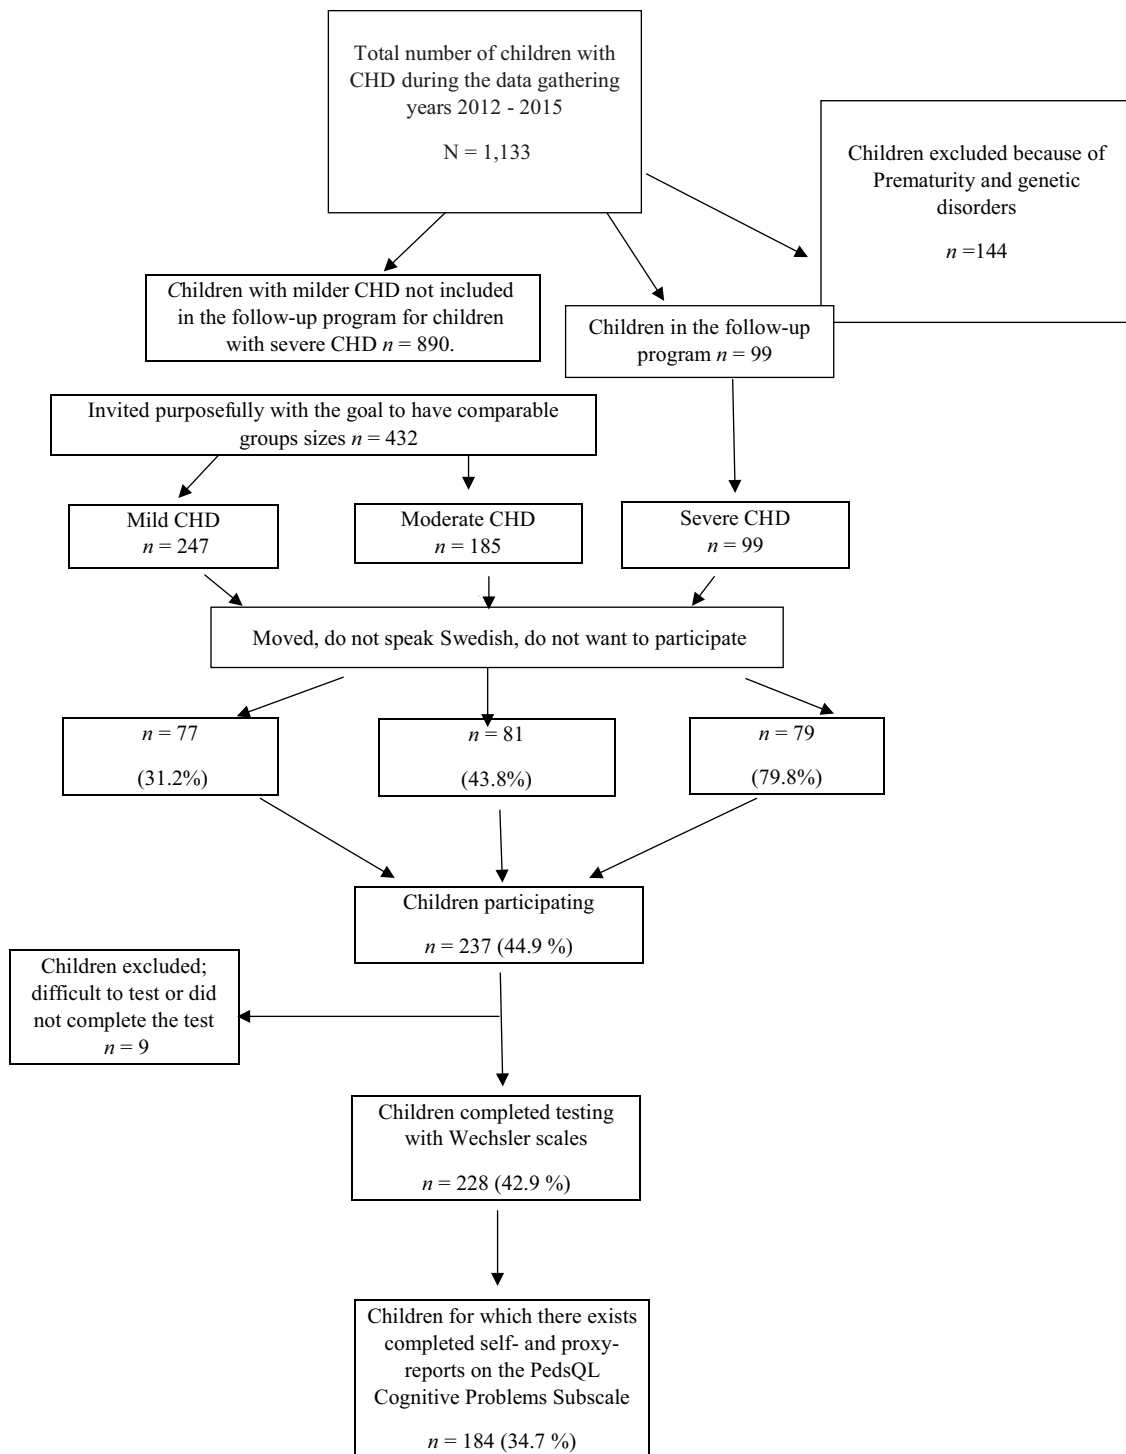 Total number of children with
CHD during the data gathering
years 2012 - 2015
N = 1,133
Children excluded because of
Prematurity and genetic
disorders
n =144
Children with milder CHD not included
in the follow-up program for children
with severe CHD n = 890.
Children in the follow-up
program n = 99
Invited purposefully with the goal to have comparable
groups sizes n = 432
Mild CHD
n = 247
Moderate CHD
n = 185
Severe CHD
n = 99
Moved, do not speak Swedish, do not want to participate
n = 77
(31.2%)
n = 81
(43.8%)
n = 79
(79.8%)
Children participating
n = 237 (44.9 %)
Children excluded;
difficult to test or did
not complete the test
n = 9
Children completed testing
with Wechsler scales
n = 228 (42.9 %)
Children for which there exists
completed self- and proxy-
reports on the PedsQL
Cognitive Problems Subscale
n = 184 (34.7 %)